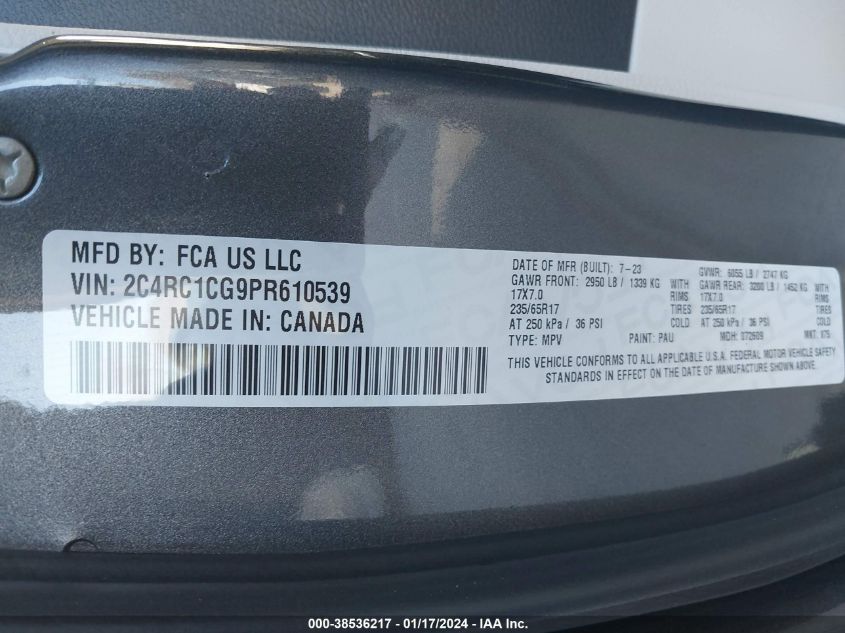 MFD BY: FCA US LLC
VIN: 2C4RC1CG9PR610539
VEHICLE MADE IN: CANADA
DATE OF MFR (BUILT): 7-23 GVWR: 6055 LB / 2747 KG
GAWR FRONT: 2950 LB / 1339 KG WITH GAWR REAR: 3200 LB / 1452 KG WITH
17X7.0 RIMS 17X7.0 RIMS
235/65R17 TIRES 235/65R17 TIRES
AT 250 kPa / 36 PSI COLD AT 250 kPa / 36 PSI COLD
TYPE: MPV PAINT: PAU MDH: 072609 MNT. X75
THIS VEHICLE CONFORMS TO ALL APPLICABLE U.S.A. FEDERAL MOTOR VEHICLE SAFETY
STANDARDS IN EFFECT ON THE DATE OF MANUFACTURE SHOWN ABOVE.
000-38536217 - 01/17/2024 - IAA Inc.